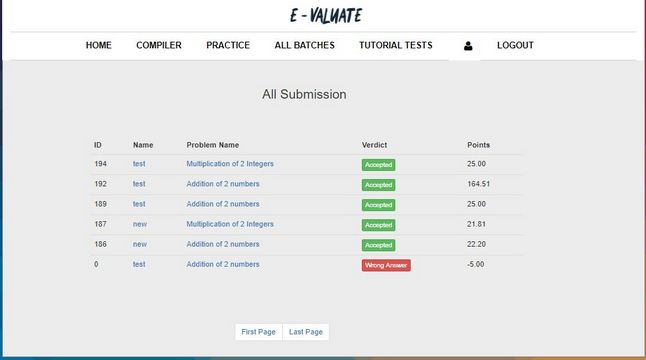 E - VALUATE
HOME COMPILER PRACTICE ALL BATCHES TUTORIAL TESTS LOGOUT
All Submission
ID Name Problem Name Verdict Points
194 test Multiplication of 2 Integers Accepted 25.00
192 test Addition of 2 numbers Accepted 164.51
189 test Addition of 2 numbers Accepted 25.00
187 new Multiplication of 2 Integers Accepted 21.81
186 new Addition of 2 numbers Accepted 22.20
0 test Addition of 2 numbers Wrong Answer -5.00
First Page Last Page